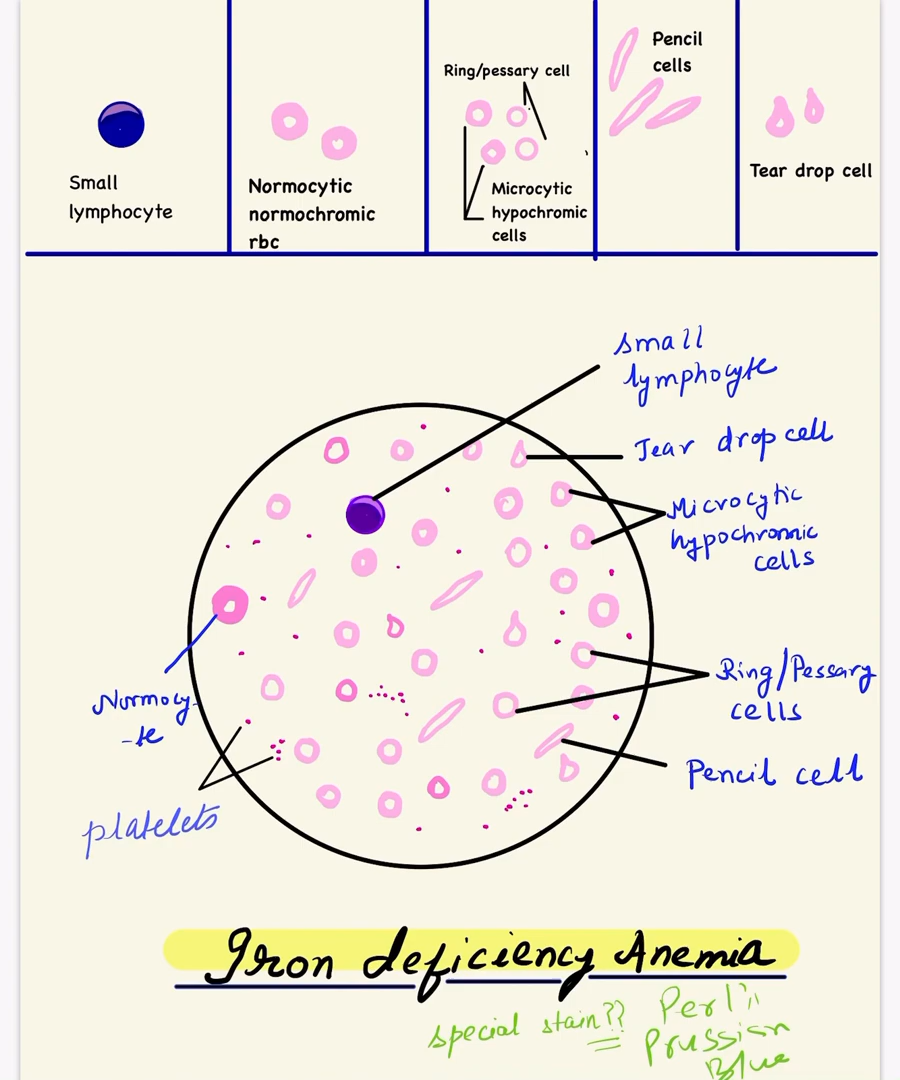 Small
lymphocyte
Normocytic
normochromic
rbc
Ring/pessary cell
Microcytic
hypochromic
cells
Pencil
cells
Tear drop cell
Small
lymphocyte
Tear drop cell
Microcytic
hypochromic
cells
Ring/Pessary
cells
Pencil cell
Normocy-
-te
platelets
Iron deficiency Anemia
special stain??
Perl's
Prussian
Blue